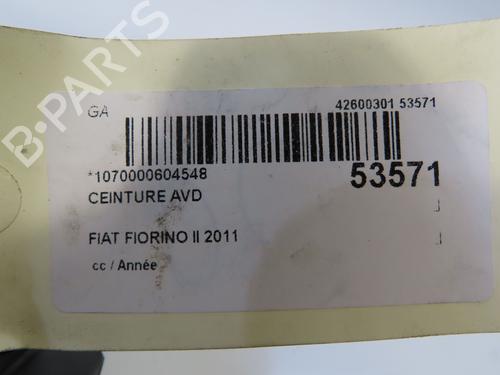 B-PARTS
GA
42600301 53571
*1070000604548
53571
CEINTURE AVD
FIAT FIORINO II 2011
cc / Année